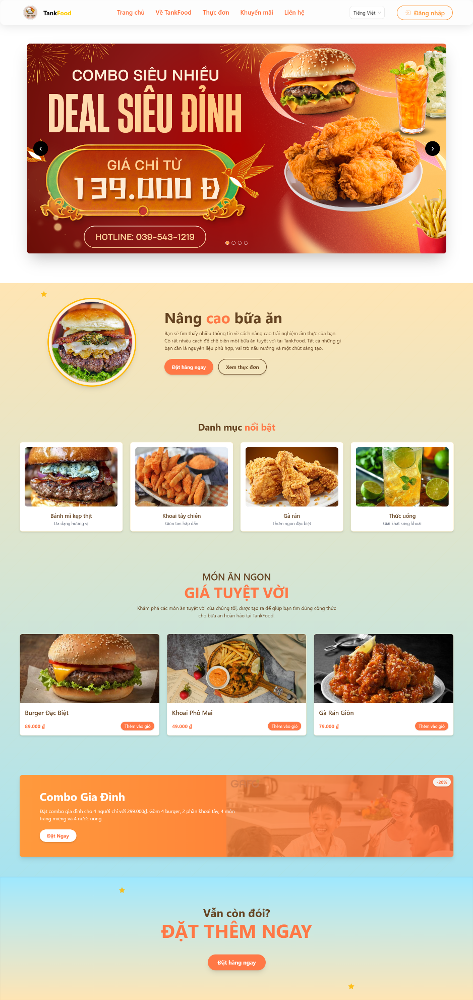 TankFood
Trang chủ
Về TankFood
Thực đơn
Khuyến mãi
Liên hệ
Tiếng Việt
Đăng nhập
COMBO SIÊU NHIỀU
DEAL SIÊU ĐỈNH
GIÁ CHỈ TỪ
139.000 Đ
HOTLINE: 039-543-1219
Nâng cao bữa ăn
Bạn sẽ tìm thấy nhiều thông tin về cách nâng cao trải nghiệm ẩm thực của bạn.
Có rất nhiều cách để chế biến một bữa ăn tuyệt vời tại TankFood. Tất cả những gì
bạn cần là nguyên liệu phù hợp, vai trò nấu nướng và một chút sáng tạo.
Đặt hàng ngay
Xem thực đơn
Danh mục nổi bật
Bánh mì kẹp thịt
Đa dạng hương vị
Khoai tây chiên
Giòn tan hấp dẫn
Gà rán
Thơm ngon đặc biệt
Thức uống
Giải khát sảng khoái
MÓN ĂN NGON
GIÁ TUYỆT VỜI
Khám phá các món ăn tuyệt vời của chúng tôi, được tạo ra để giúp bạn tìm đúng công thức
cho bữa ăn hoàn hảo tại TankFood.
Burger Đặc Biệt
89.000 ₫
Thêm vào giỏ
Khoai Phô Mai
49.000 ₫
Thêm vào giỏ
Gà Rán Giòn
79.000 ₫
Thêm vào giỏ
-20%
Combo Gia Đình
Đặt combo gia đình cho 4 người chỉ với 299.000₫. Gồm 4 burger, 2 phần khoai tây, 4 món
tráng miệng và 4 nước uống.
Đặt Ngay
Vẫn còn đói?
ĐẶT THÊM NGAY
Đặt hàng ngay